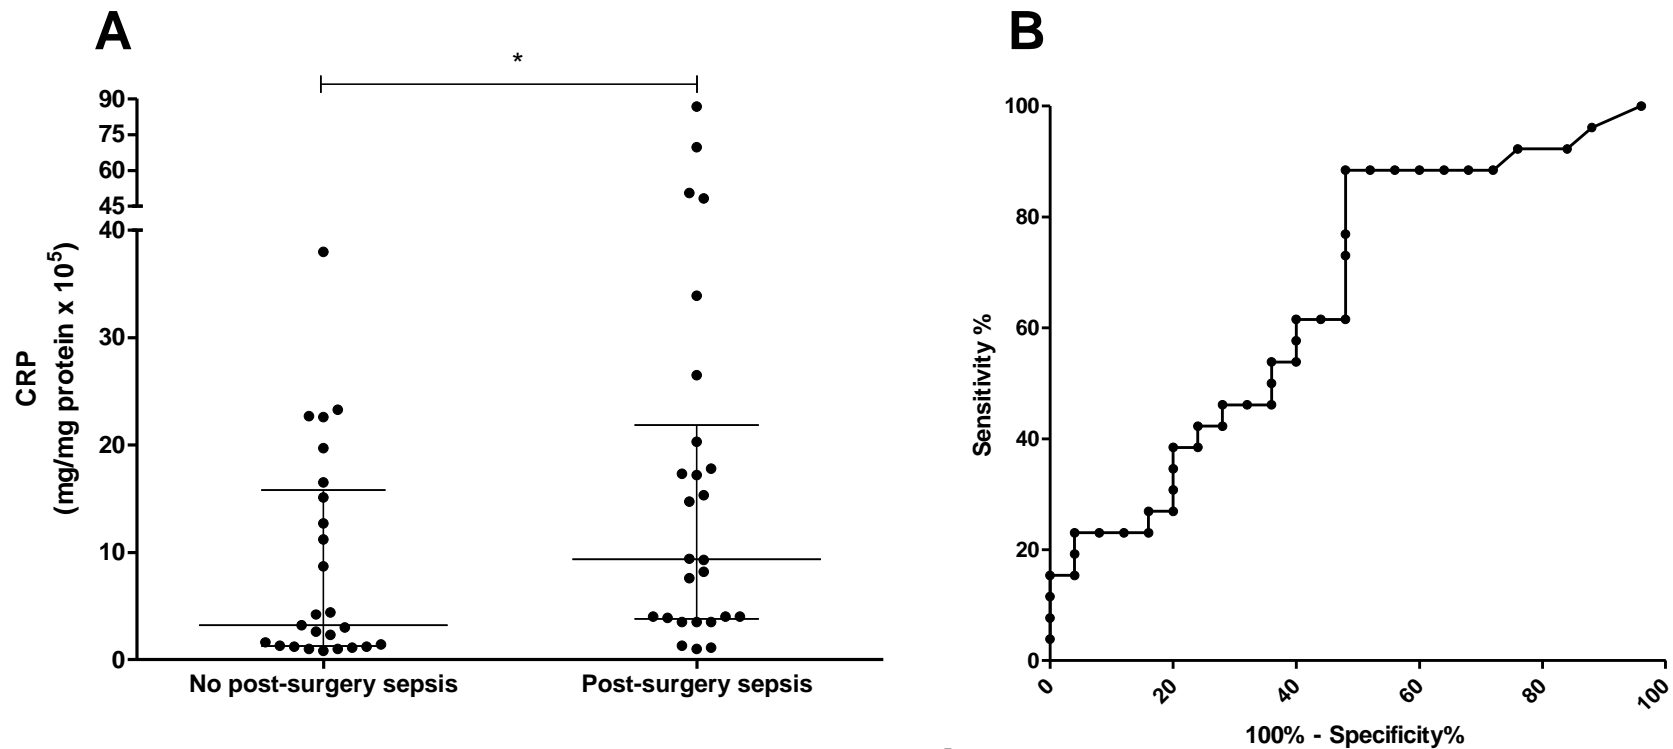 A
*
90
75
60
45
40
30
20
10
0
CRP
(mg/mg protein x 10⁵)
No post-surgery sepsis
Post-surgery sepsis
B
100
80
60
40
20
0
Sensitivity %
0
20
40
60
80
100
100% - Specificity%